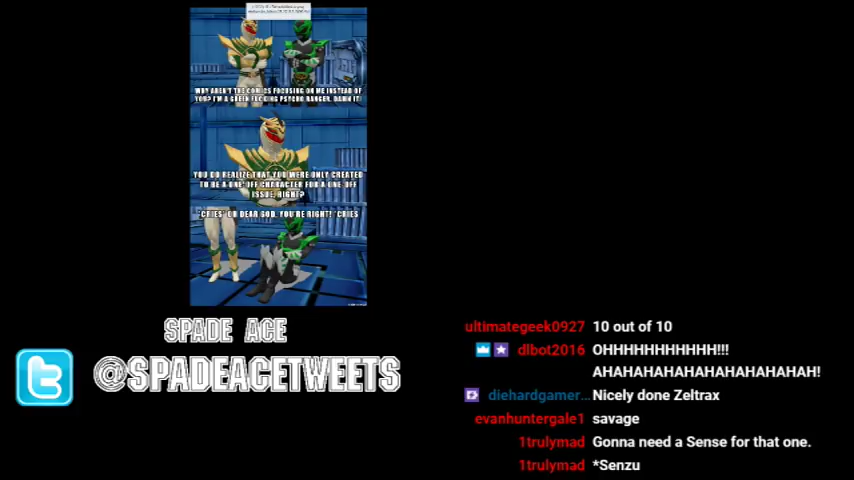 WHY AREN'T THE COMICS FOCUSING ON ME INSTEAD OF
YOU? I'M A GREEN FUCKING PSYCHO RANGER, DAMN IT!
YOU DO REALIZE THAT YOU WERE ONLY CREATED
TO BE A ONE-OFF CHARACTER FOR A ONE-OFF
ISSUE, RIGHT?
*CRIES* OH DEAR GOD, YOU'RE RIGHT! *CRIES
SPADE ACE
@SPADEACETWEETS
ultimategeek0927 10 out of 10
dlbot2016 OHHHHHHHHHHH!!!
AHAHAHAHAHAHAHAHAHAH!
diehardgamer... Nicely done Zeltrax
evanhuntergale1 savage
1trulymad Gonna need a Sense for that one.
1trulymad *Senzu